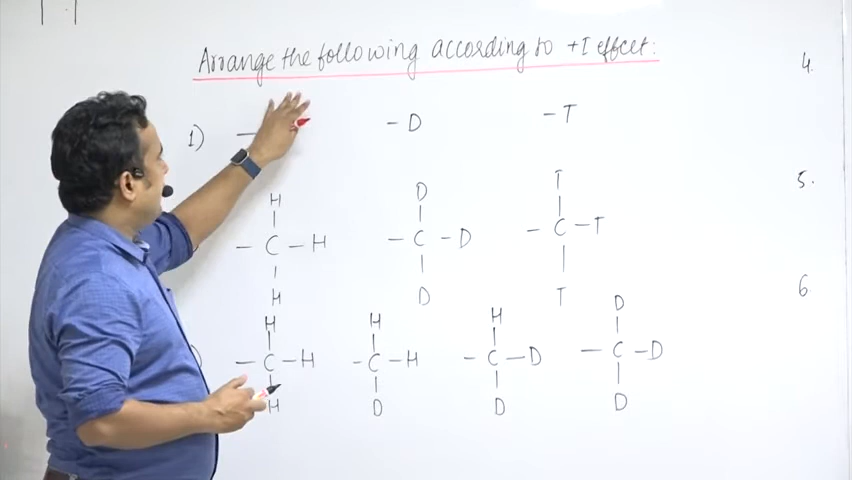 Arrange the following according to +I effect:
4.
1) - -D -T
5.
H D T
- C - H - C - D - C - T
H D T
6
H H H D
- C - H - C - H - C - D - C - D
H D D D